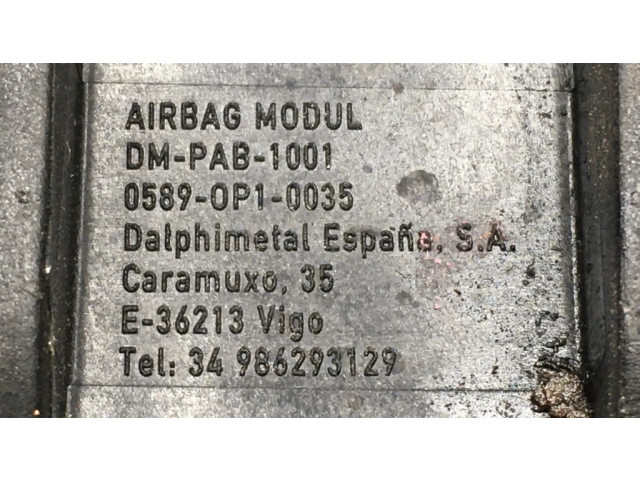 AIRBAG MODUL
DM-PAB-1001
0589-OP1-0035
Dalphimetal España, S.A.
Caramuxo, 35
E-36213 Vigo
Tel: 34 986293129